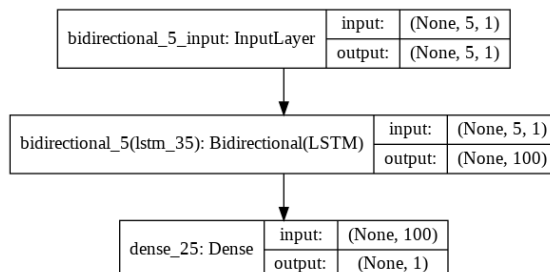 bidirectional_5_input: InputLayer
input: (None, 5, 1)
output: (None, 5, 1)
bidirectional_5(lstm_35): Bidirectional(LSTM)
input: (None, 5, 1)
output: (None, 100)
dense_25: Dense
input: (None, 100)
output: (None, 1)